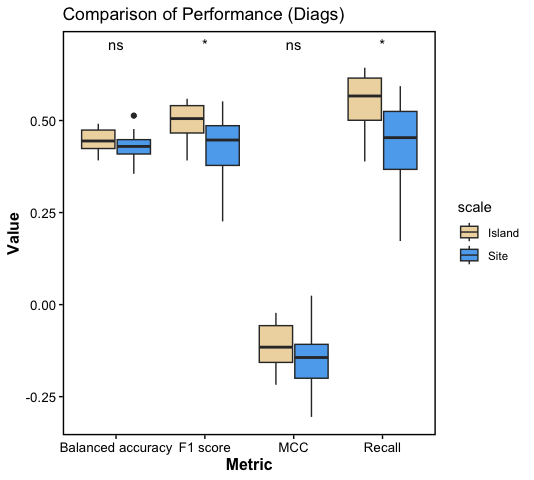 Comparison of Performance (Diags)
ns * ns *
0.50
0.25
0.00
-0.25
Value
Balanced accuracy F1 score MCC Recall
Metric
scale
Island
Site